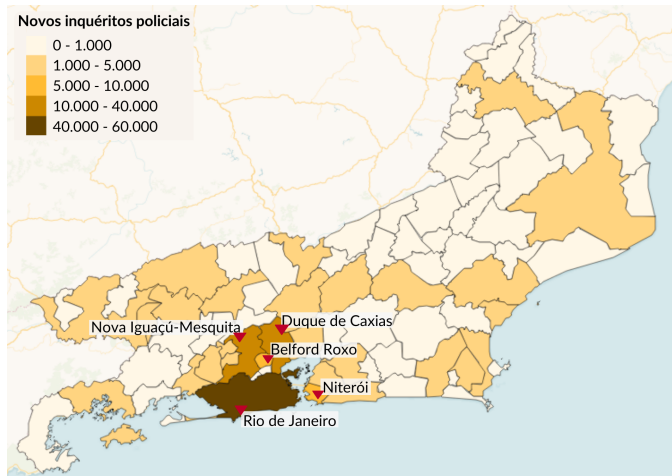 Novos inquéritos policiais
0 - 1.000
1.000 - 5.000
5.000 - 10.000
10.000 - 40.000
40.000 - 60.000
Nova Iguaçú-Mesquita
Duque de Caxias
Belford Roxo
Niterói
Rio de Janeiro